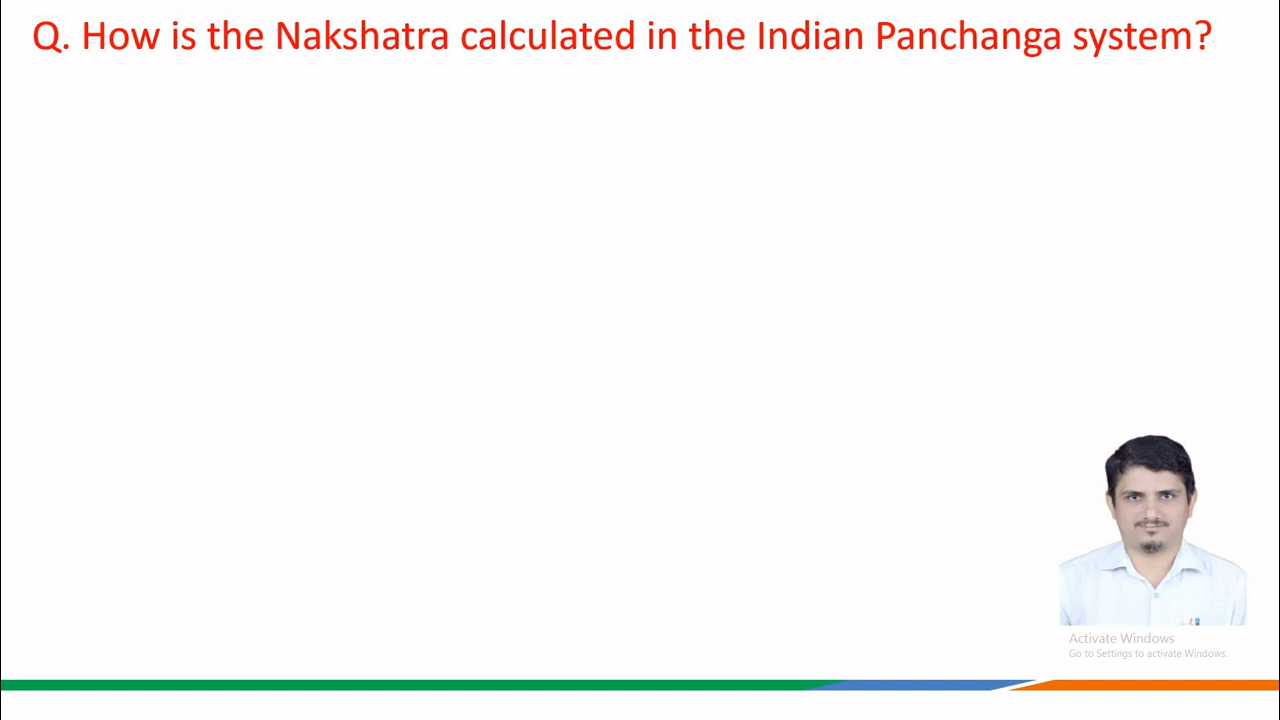 Q. How is the Nakshatra calculated in the Indian Panchanga system?
Activate Windows
Go to Settings to activate Windows.